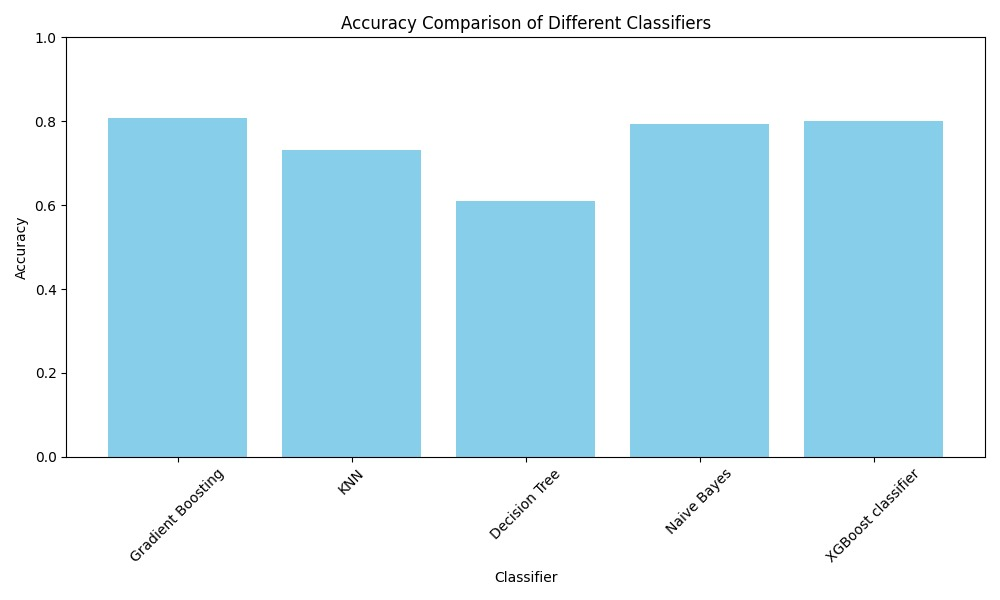 Accuracy Comparison of Different Classifiers
1.0
0.8
0.6
0.4
0.2
0.0
Accuracy
Gradient Boosting
KNN
Decision Tree
Naive Bayes
XGBoost classifier
Classifier